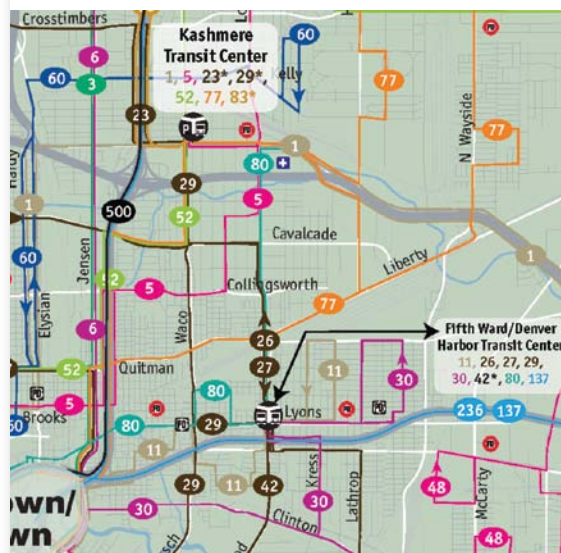 Crosstimbers
6
60
3
Kashmere
Transit Center
1, 5, 23*, 29*,
52, 77, 83*
Kelly
60
77
N Wayside
77
23
P
1
80
Hardy
1
29
500
52
5
Cavalcade
1
60
Jensen
52
Liberty
Collingsworth
5
77
Elysian
6
Waco
26
Fifth Ward/Denver
Harbor Transit Center
11, 26, 27, 29,
30, 42*, 80, 137
52
Quitman
27
11
30
80
Brooks
5
Lyons
60
80
29
236
137
11
Kress
29
11
42
30
Lathrop
48
McCarty
own/
wn
30
Clinton
48